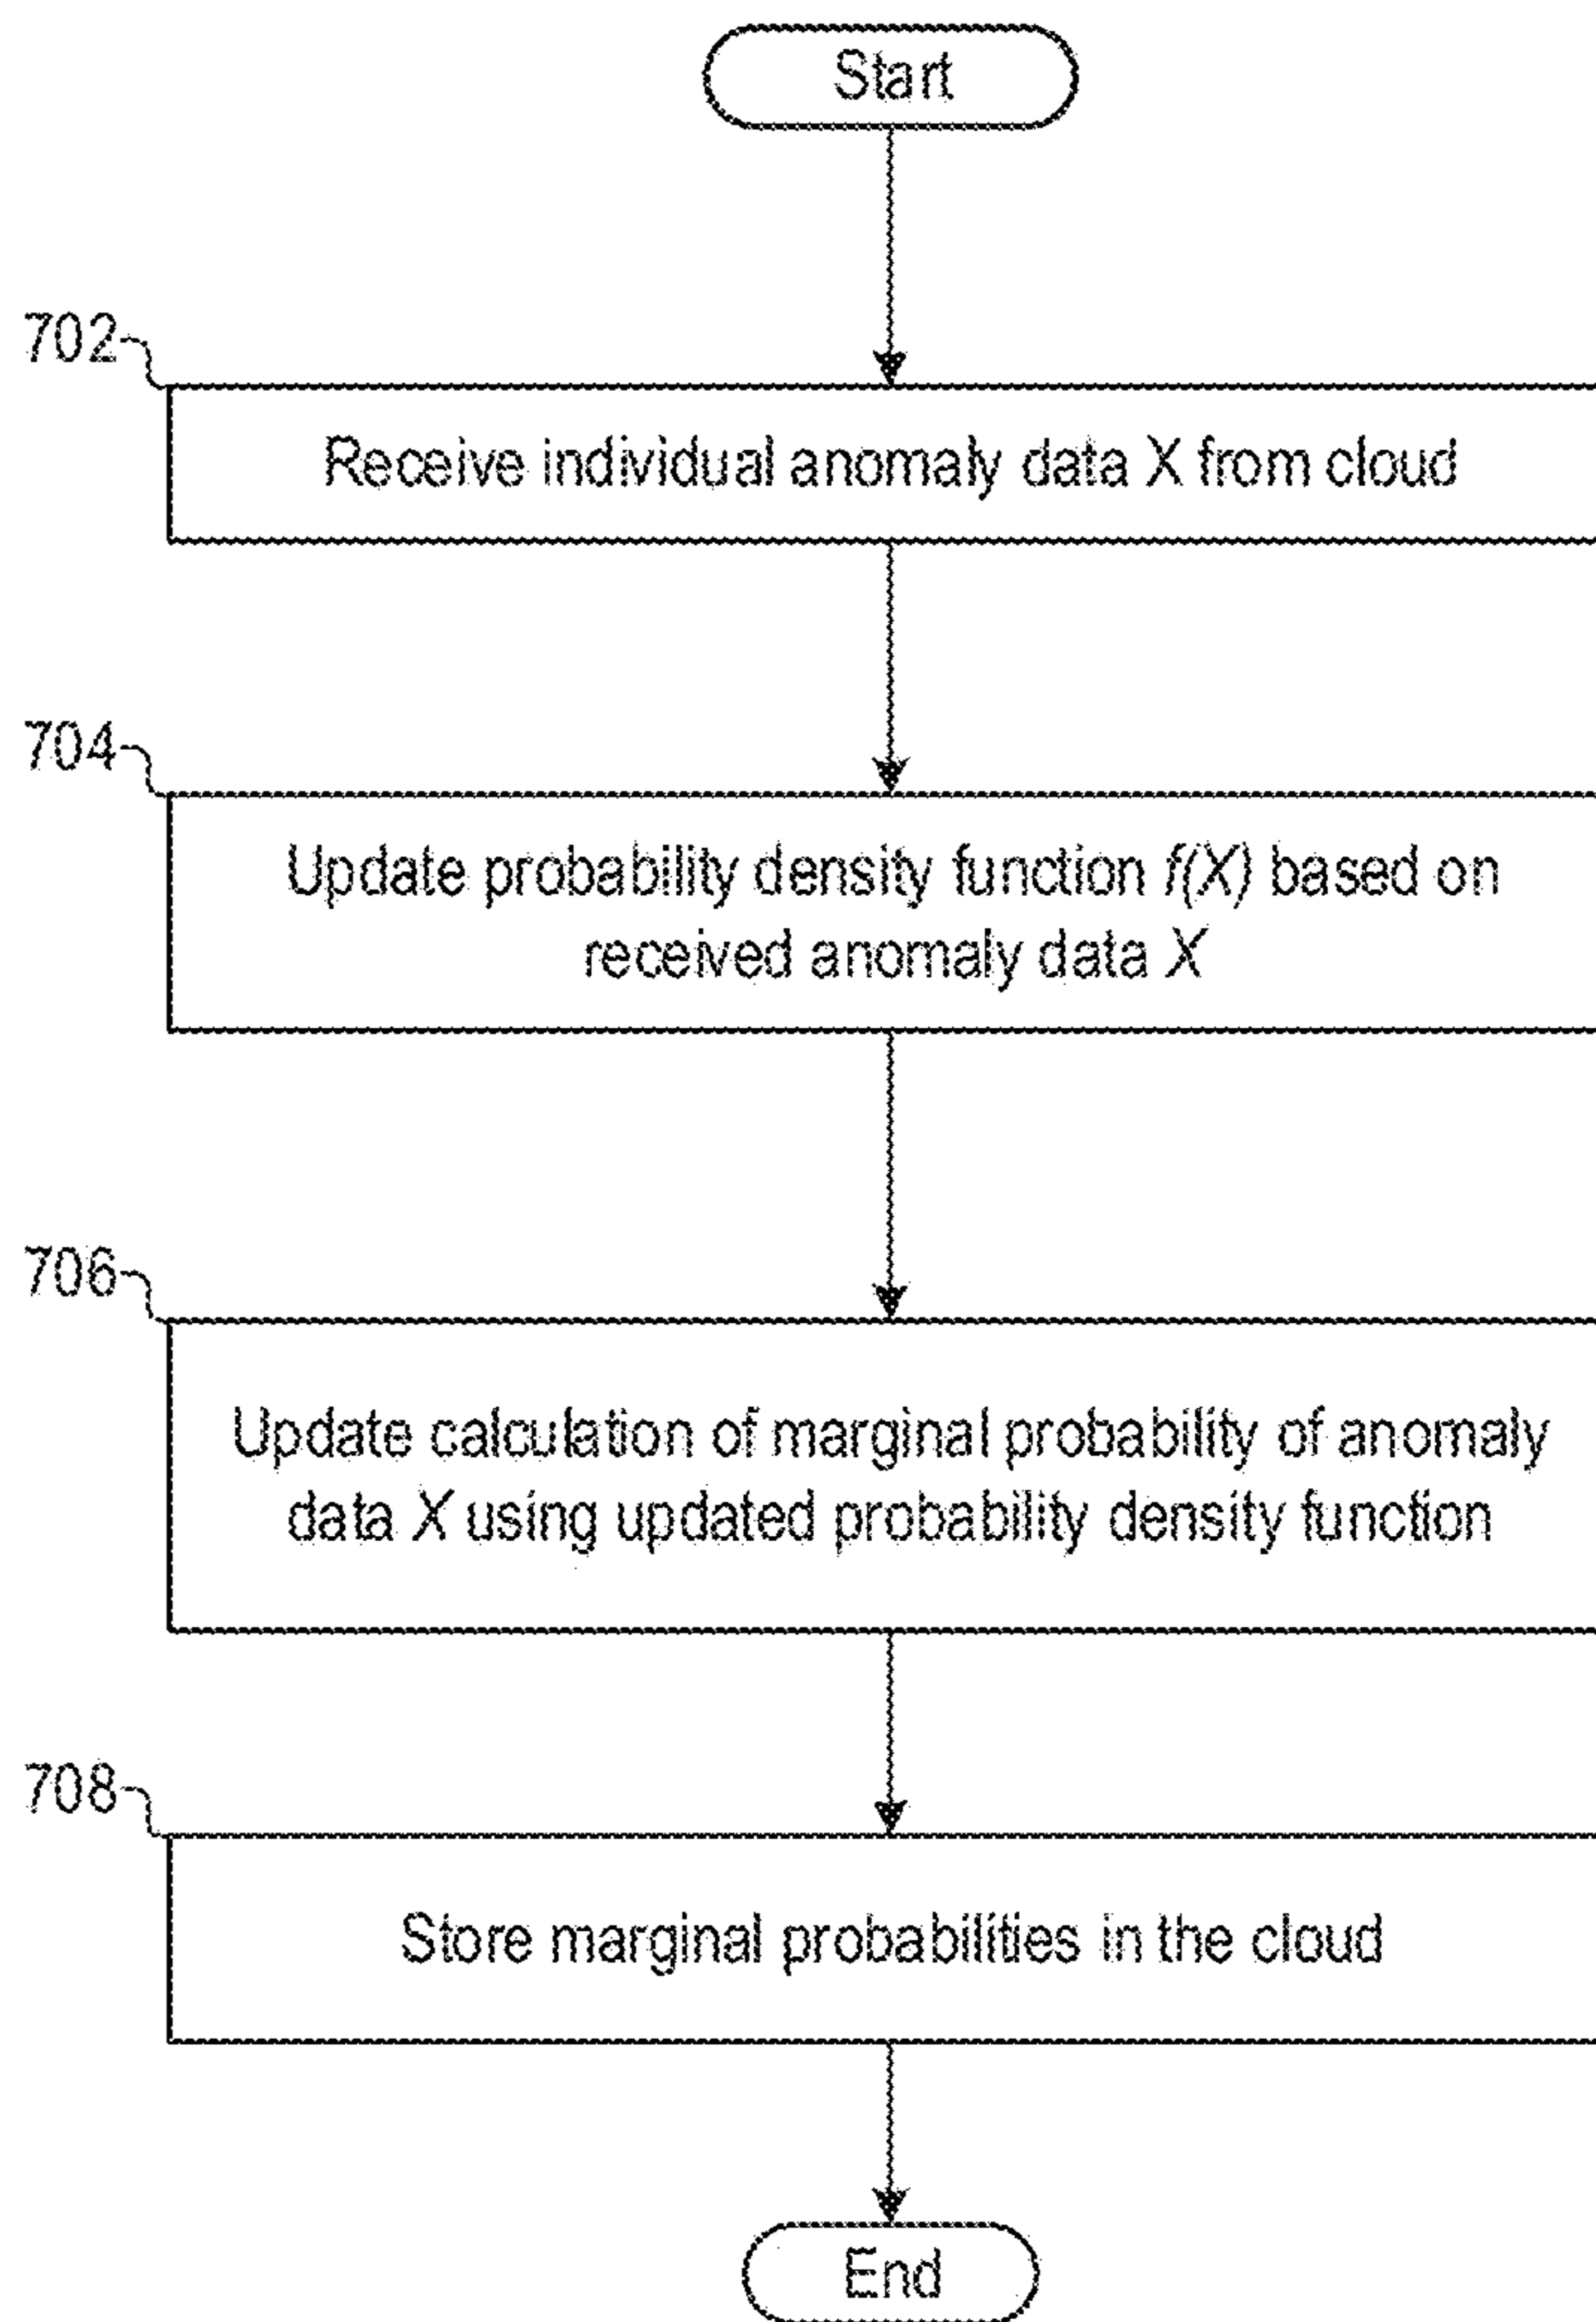 Start
702
Receive individual anomaly data X from cloud
704
Update probability density function f(X) based on
received anomaly data X
706
Update calculation of marginal probability of anomaly
data X using updated probability density function
708
Store marginal probabilities in the cloud
End